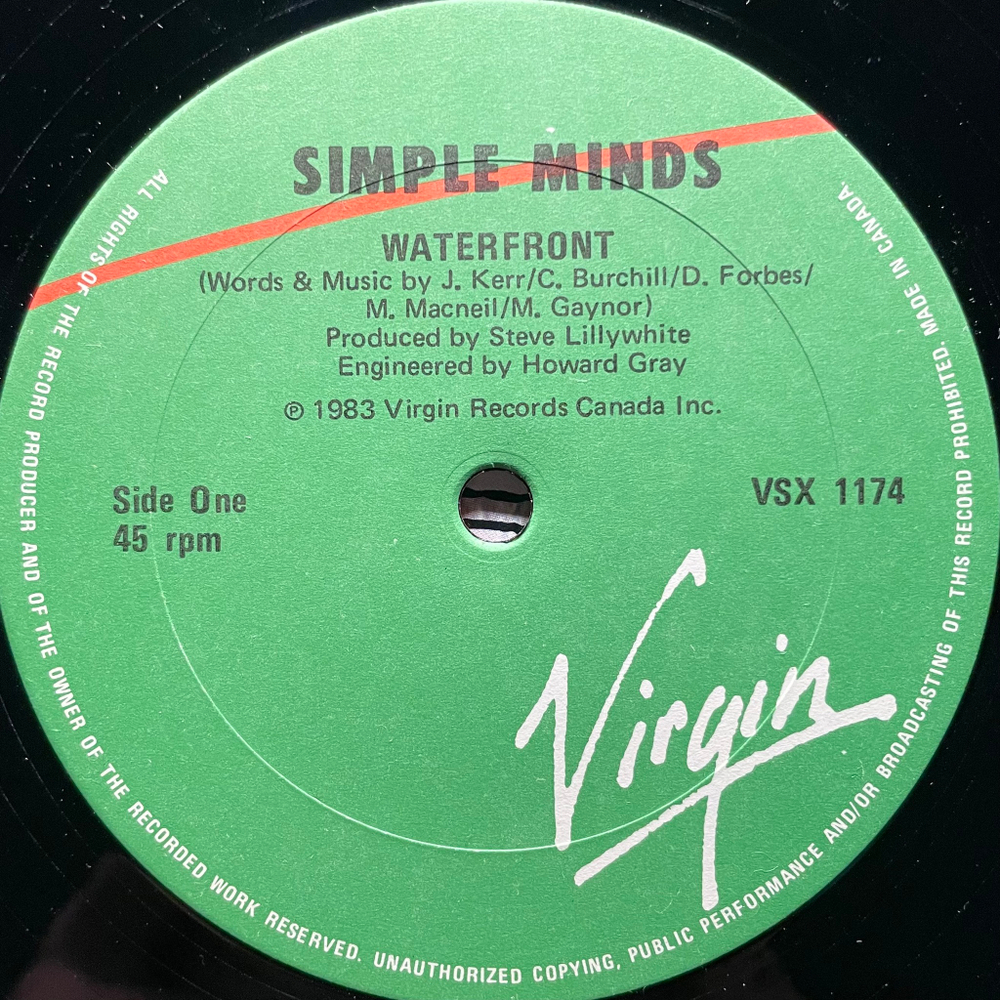 SIMPLE MINDS
WATERFRONT
(Words & Music by J. Kerr/C. Burchill/D. Forbes/
M. Macneil/M. Gaynor)
Produced by Steve Lillywhite
Engineered by Howard Gray
℗ 1983 Virgin Records Canada Inc.
Side One
45 rpm
VSX 1174
Virgin
ALL RIGHTS OF THE RECORD PRODUCER AND OF THE OWNER OF THE RECORDED WORK RESERVED. UNAUTHORIZED COPYING, PUBLIC PERFORMANCE AND/OR BROADCASTING OF THIS RECORD PROHIBITED. MADE IN CANADA.